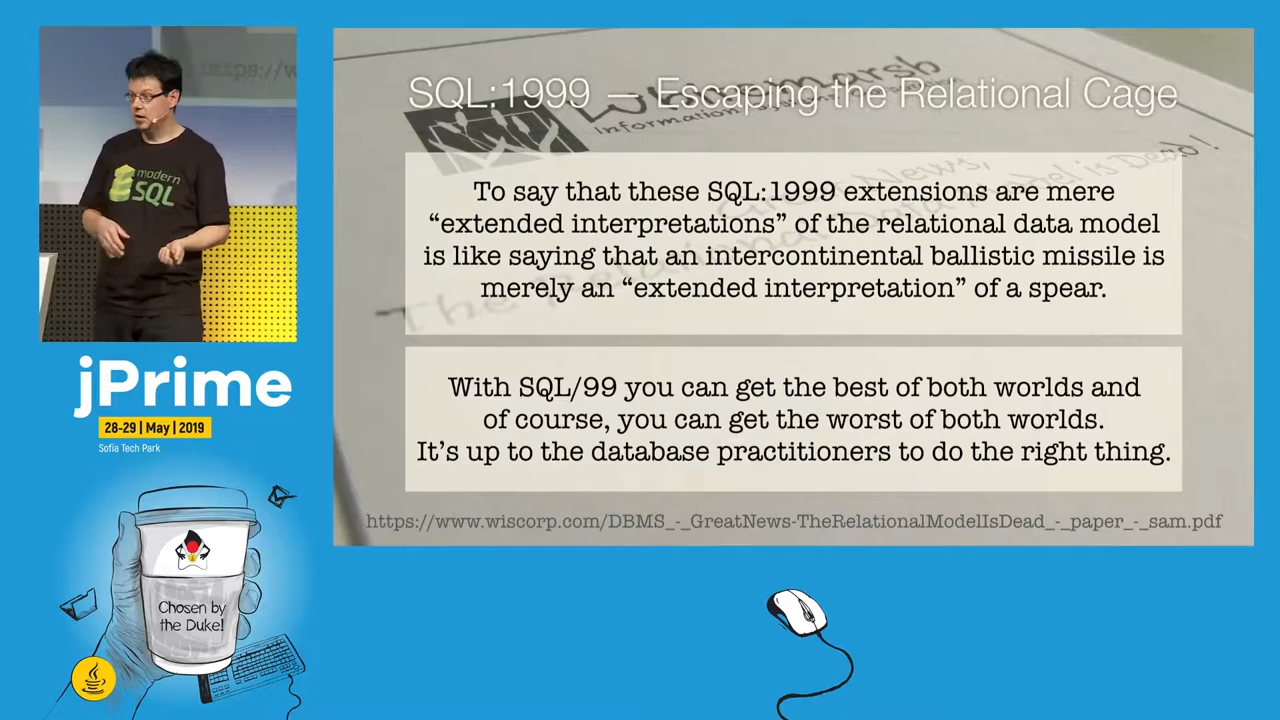 modern
SQL
jPrime
28-29 | May | 2019
Sofia Tech Park
Chosen by
the Duke!
SQL:1999 — Escaping the Relational Cage
To say that these SQL:1999 extensions are mere
“extended interpretations” of the relational data model
is like saying that an intercontinental ballistic missile is
merely an “extended interpretation” of a spear.
With SQL/99 you can get the best of both worlds and
of course, you can get the worst of both worlds.
It’s up to the database practitioners to do the right thing.
https://www.wiscorp.com/DBMS_-_GreatNews-TheRelationalModelIsDead_-_paper_-_sam.pdf